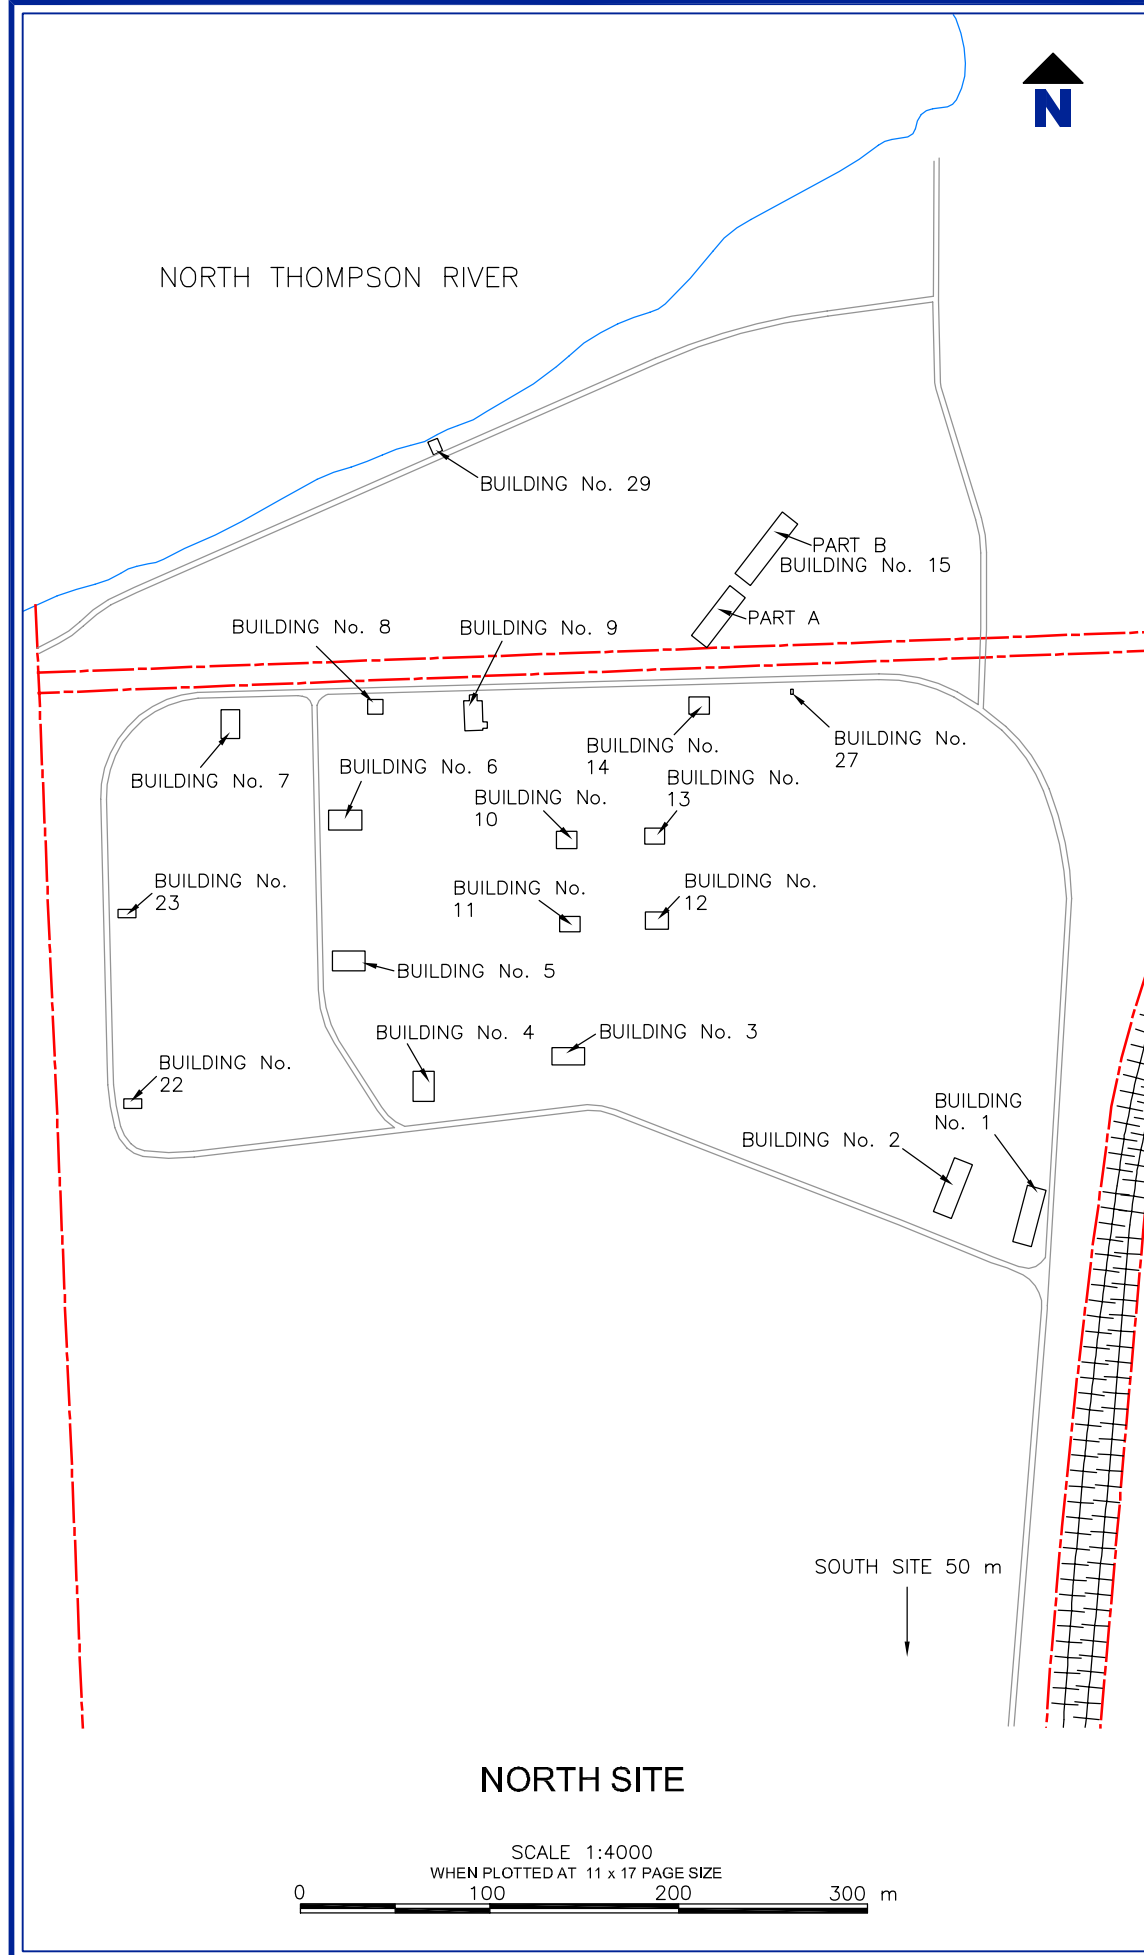 N
NORTH THOMPSON RIVER
BUILDING No. 29
PART B
BUILDING No. 15
PART A
BUILDING No. 8
BUILDING No. 9
BUILDING No. 7
BUILDING No. 6
BUILDING No.
14
BUILDING No.
27
BUILDING No.
10
BUILDING No.
13
BUILDING No.
23
BUILDING No.
11
BUILDING No.
12
BUILDING No. 5
BUILDING No. 4
BUILDING No. 3
BUILDING No.
22
BUILDING
No. 1
BUILDING No. 2
SOUTH SITE 50 m
NORTH SITE
SCALE 1:4000
WHEN PLOTTED AT 11 x 17 PAGE SIZE
0 100 200 300 m